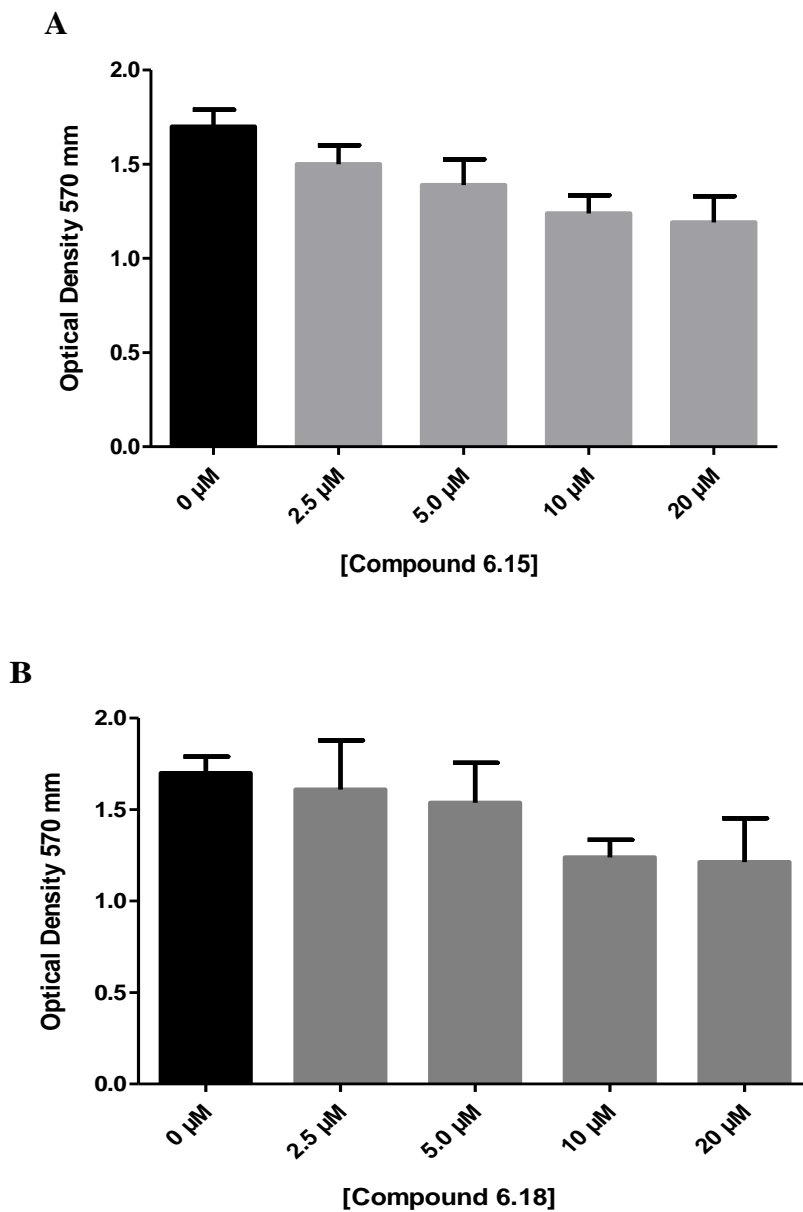 A
2.0
1.5
1.0
0.5
0.0
Optical Density 570 mm
0 µM
2.5 µM
5.0 µM
10 µM
20 µM
[Compound 6.15]
B
2.0
1.5
1.0
0.5
0.0
Optical Density 570 mm
0 µM
2.5 µM
5.0 µM
10 µM
20 µM
[Compound 6.18]